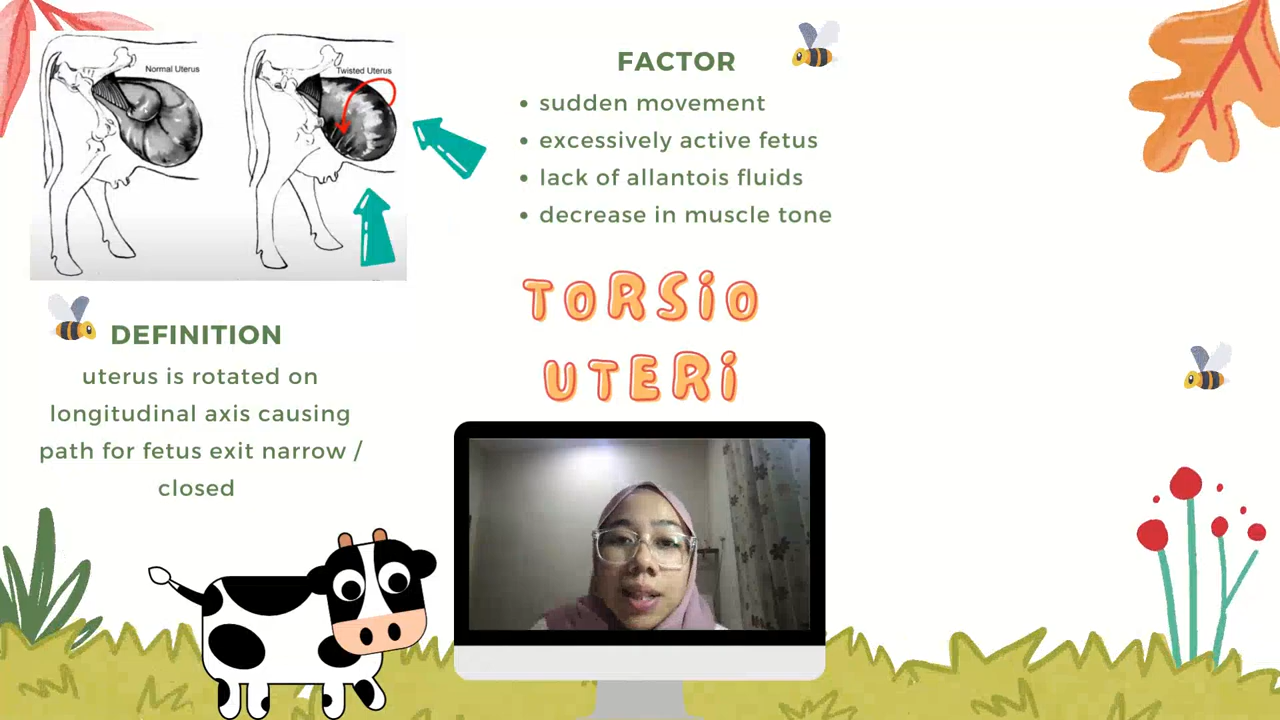 Normal Uterus
Twisted Uterus
FACTOR
• sudden movement
• excessively active fetus
• lack of allantois fluids
• decrease in muscle tone
TORSiO
UTERi
DEFINITION
uterus is rotated on
longitudinal axis causing
path for fetus exit narrow /
closed